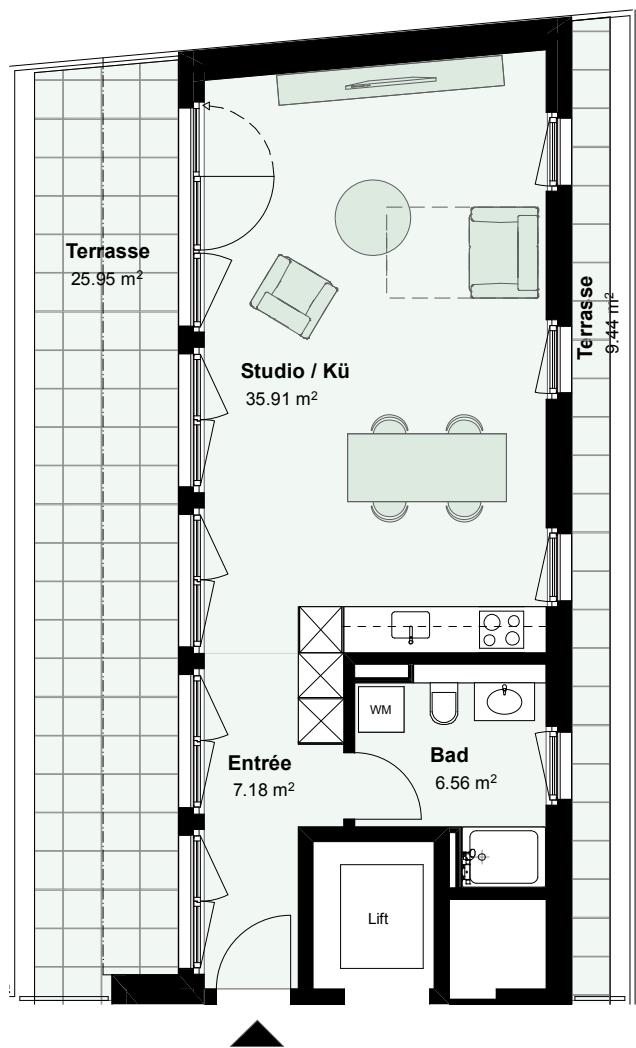 Terrasse
25.95 m²
Terrasse
9.44 m²
Studio / Kü
35.91 m²
WM
Entrée
7.18 m²
Bad
6.56 m²
Lift